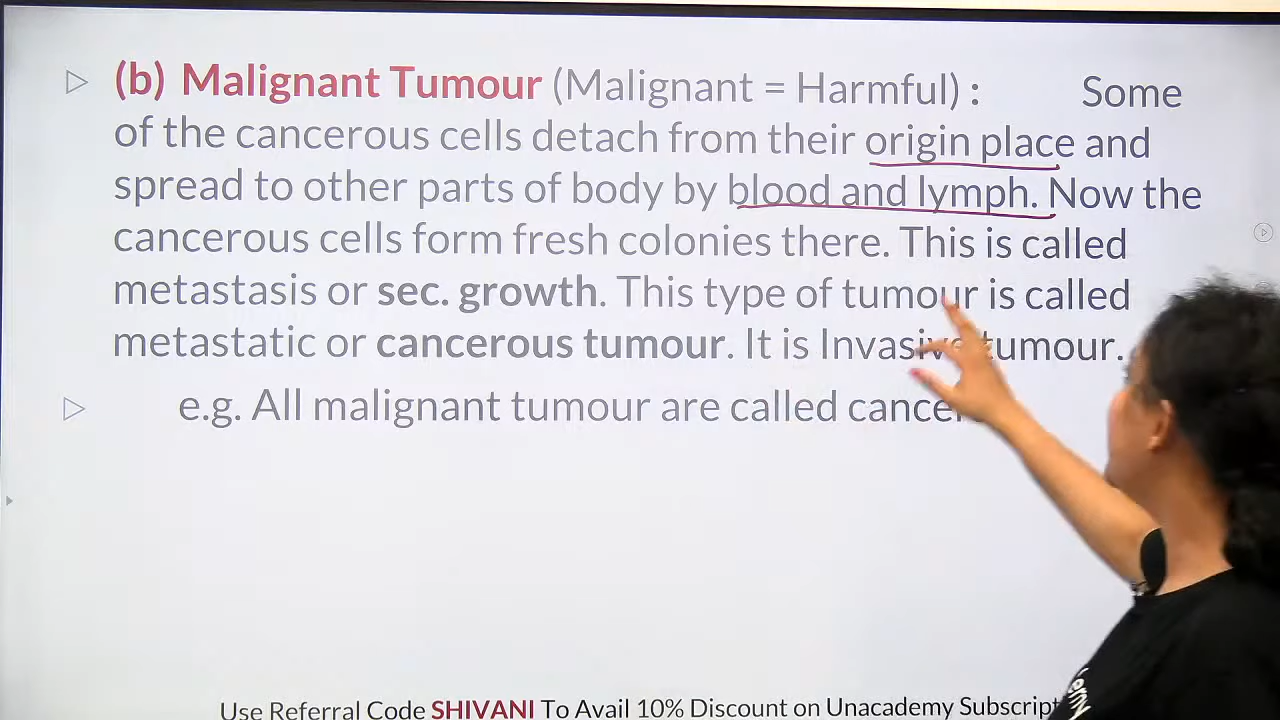 (b) Malignant Tumour (Malignant = Harmful) : Some
of the cancerous cells detach from their origin place and
spread to other parts of body by blood and lymph. Now the
cancerous cells form fresh colonies there. This is called
metastasis or sec. growth. This type of tumour is called
metastatic or cancerous tumour. It is Invasive tumour.
e.g. All malignant tumour are called cancer
Use Referral Code SHIVANI To Avail 10% Discount on Unacademy